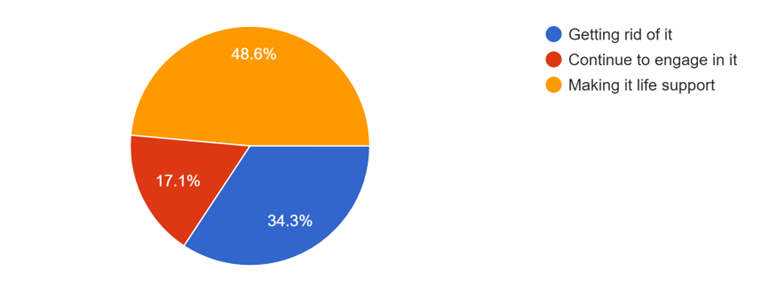 48.6%
17.1%
34.3%
Getting rid of it
Continue to engage in it
Making it life support